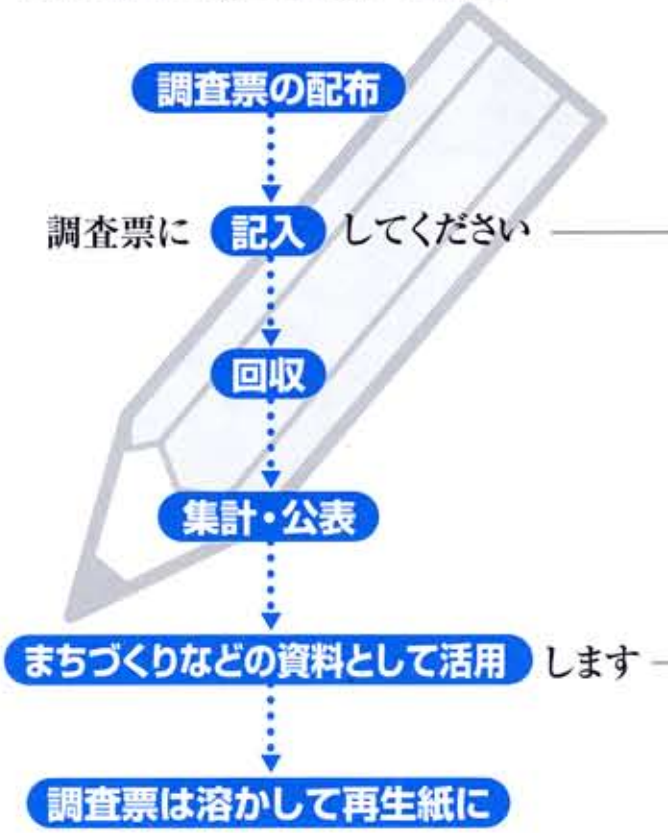 調査票の配布
調査票に 記入 してください
回収
集計・公表
まちづくりなどの資料として活用 します
調査票は溶かして再生紙に